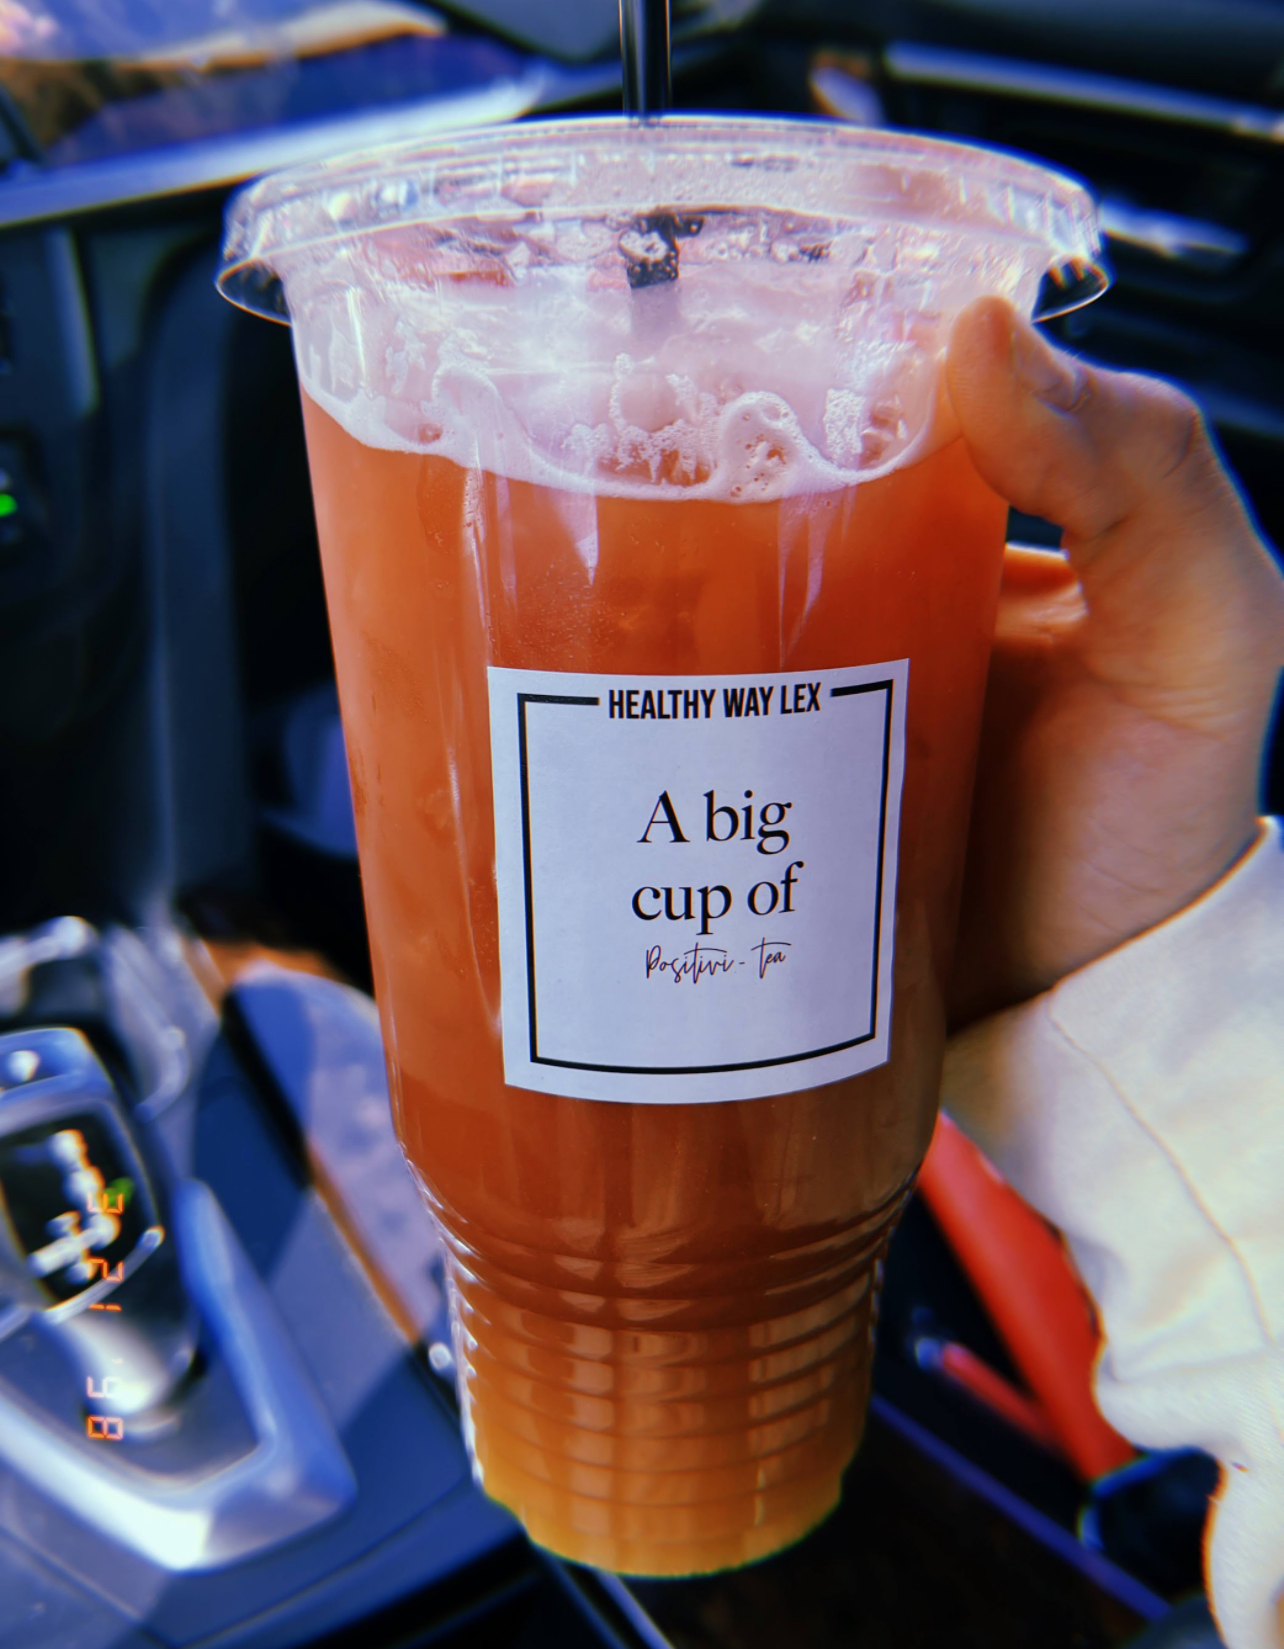 HEALTHY WAY LEX
A big
cup of
Positivi-tea